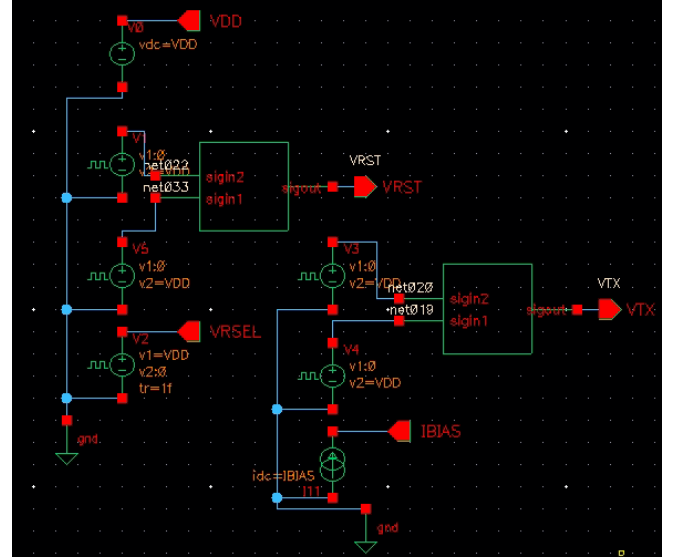 V0
VDD
vdc=VDD
V1
v1:0
v2=VDD
net022
net033
sigin2
sigin1
sigout
VRST
VRST
V5
v1:0
v2=VDD
V2
VRSEL
v1=VDD
v2:0
tr=1f
gnd
V3
v1:0
v2=VDD
net020
net019
sigin2
sigin1
sigout
VTX
VTX
V4
v1:0
v2=VDD
IBIAS
idc=IBIAS
I11
gnd